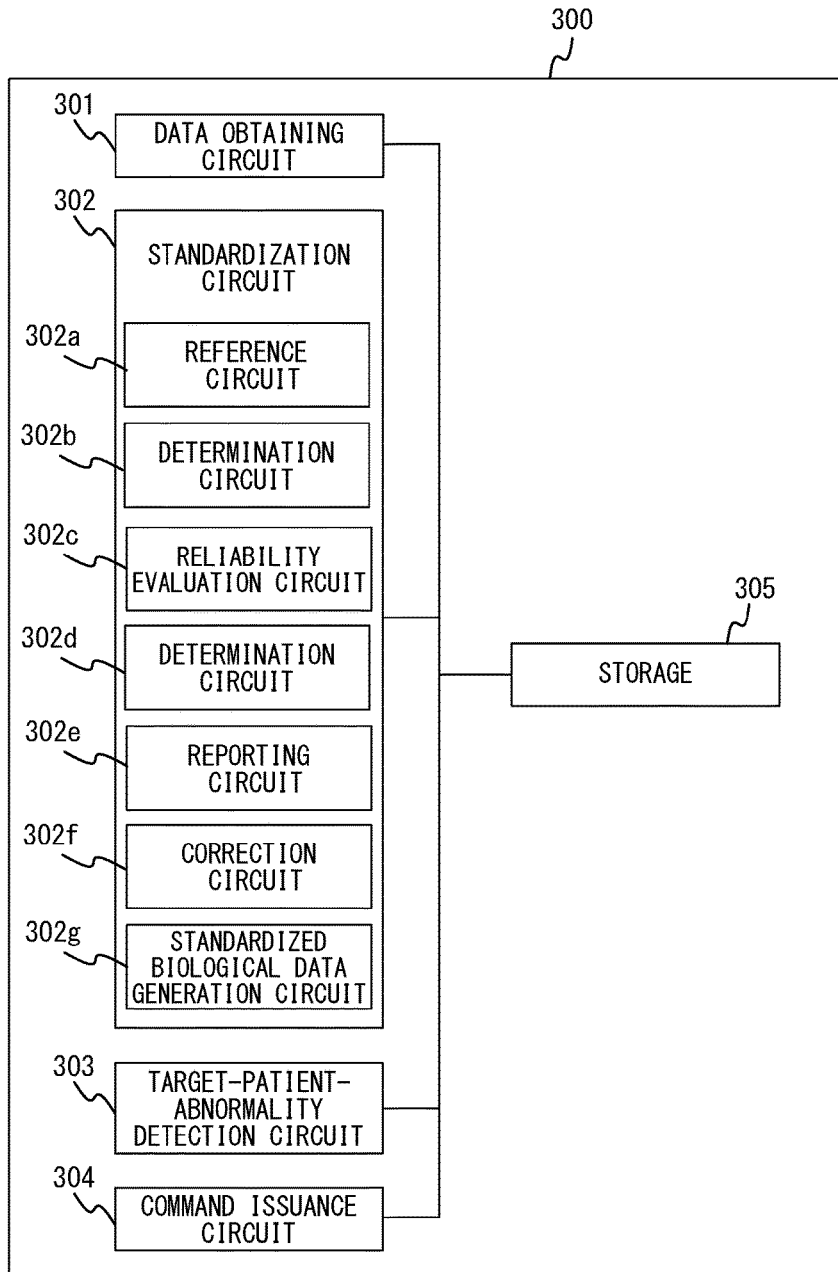 300
301
DATA OBTAINING
CIRCUIT
302
STANDARDIZATION
CIRCUIT
302a
REFERENCE
CIRCUIT
302b
DETERMINATION
CIRCUIT
302c
RELIABILITY
EVALUATION CIRCUIT
302d
DETERMINATION
CIRCUIT
305
STORAGE
302e
REPORTING
CIRCUIT
302f
CORRECTION
CIRCUIT
302g
STANDARDIZED
BIOLOGICAL DATA
GENERATION CIRCUIT
303
TARGET-PATIENT-
ABNORMALITY
DETECTION CIRCUIT
304
COMMAND ISSUANCE
CIRCUIT